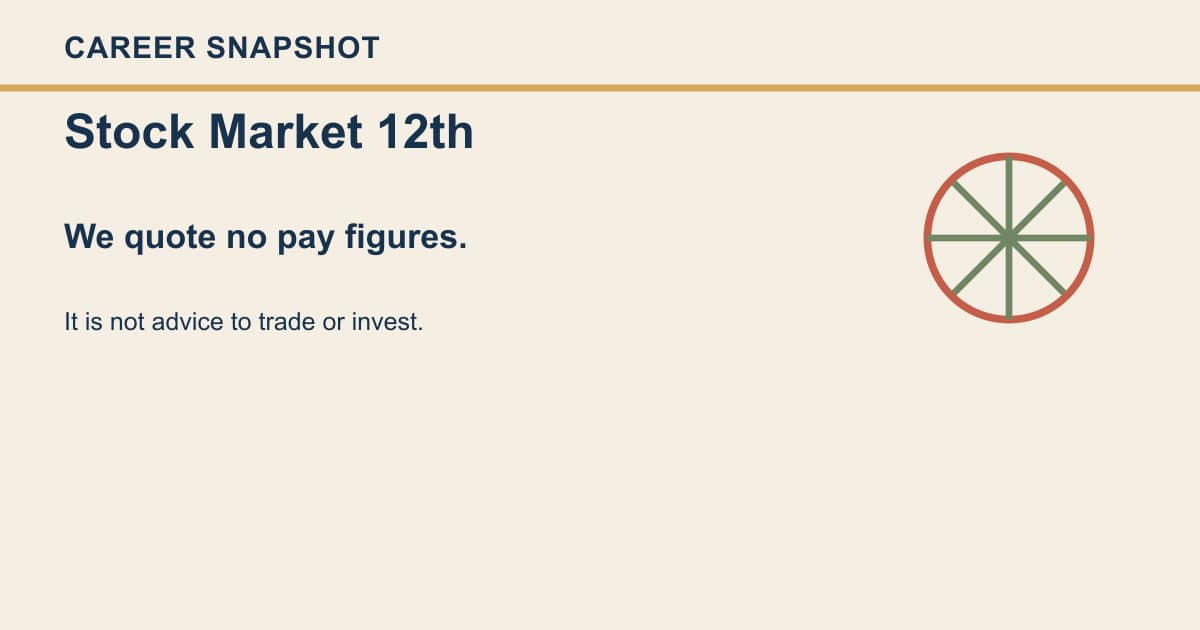 CAREER SNAPSHOT
Stock Market 12th
We quote no pay figures.
It is not advice to trade or invest.